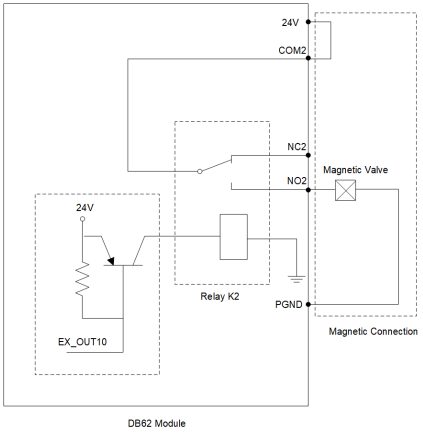 24V
COM2
NC2
Magnetic Valve
NO2
24V
Relay K2
PGND
Magnetic Connection
EX_OUT10
DB62 Module